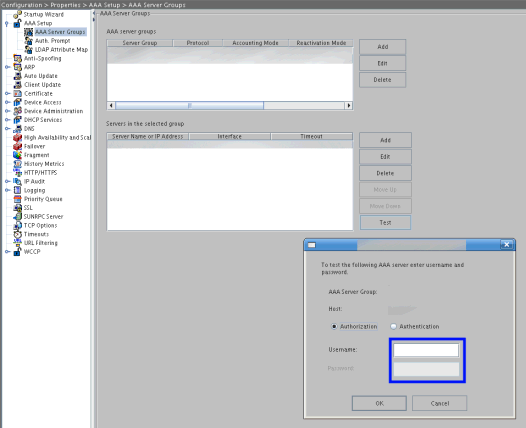 Configuration > Properties > AAA Setup > AAA Server Groups
Startup Wizard
AAA Setup
AAA Server Groups
Auth. Prompt
LDAP Attribute Map
Anti-Spoofing
ARP
Auto Update
Client Update
Certificate
Device Access
Device Administration
DHCP Services
DNS
High Availability and Scal
Failover
Fragment
History Metrics
HTTP/HTTPS
IP Audit
Logging
Priority Queue
SSL
SUNRPC Server
TCP Options
Timeouts
URL Filtering
WCCP
AAA Server Groups
AAA server groups
Server Group Protocol Accounting Mode Reactivation Mode
Add
Edit
Delete
Servers in the selected group
Server Name or IP Address Interface Timeout
Add
Edit
Delete
Move Up
Move Down
Test
To test the following AAA server enter username and
password.
AAA Server Group:
Host:
Authorization Authentication
Username:
Password:
OK Cancel